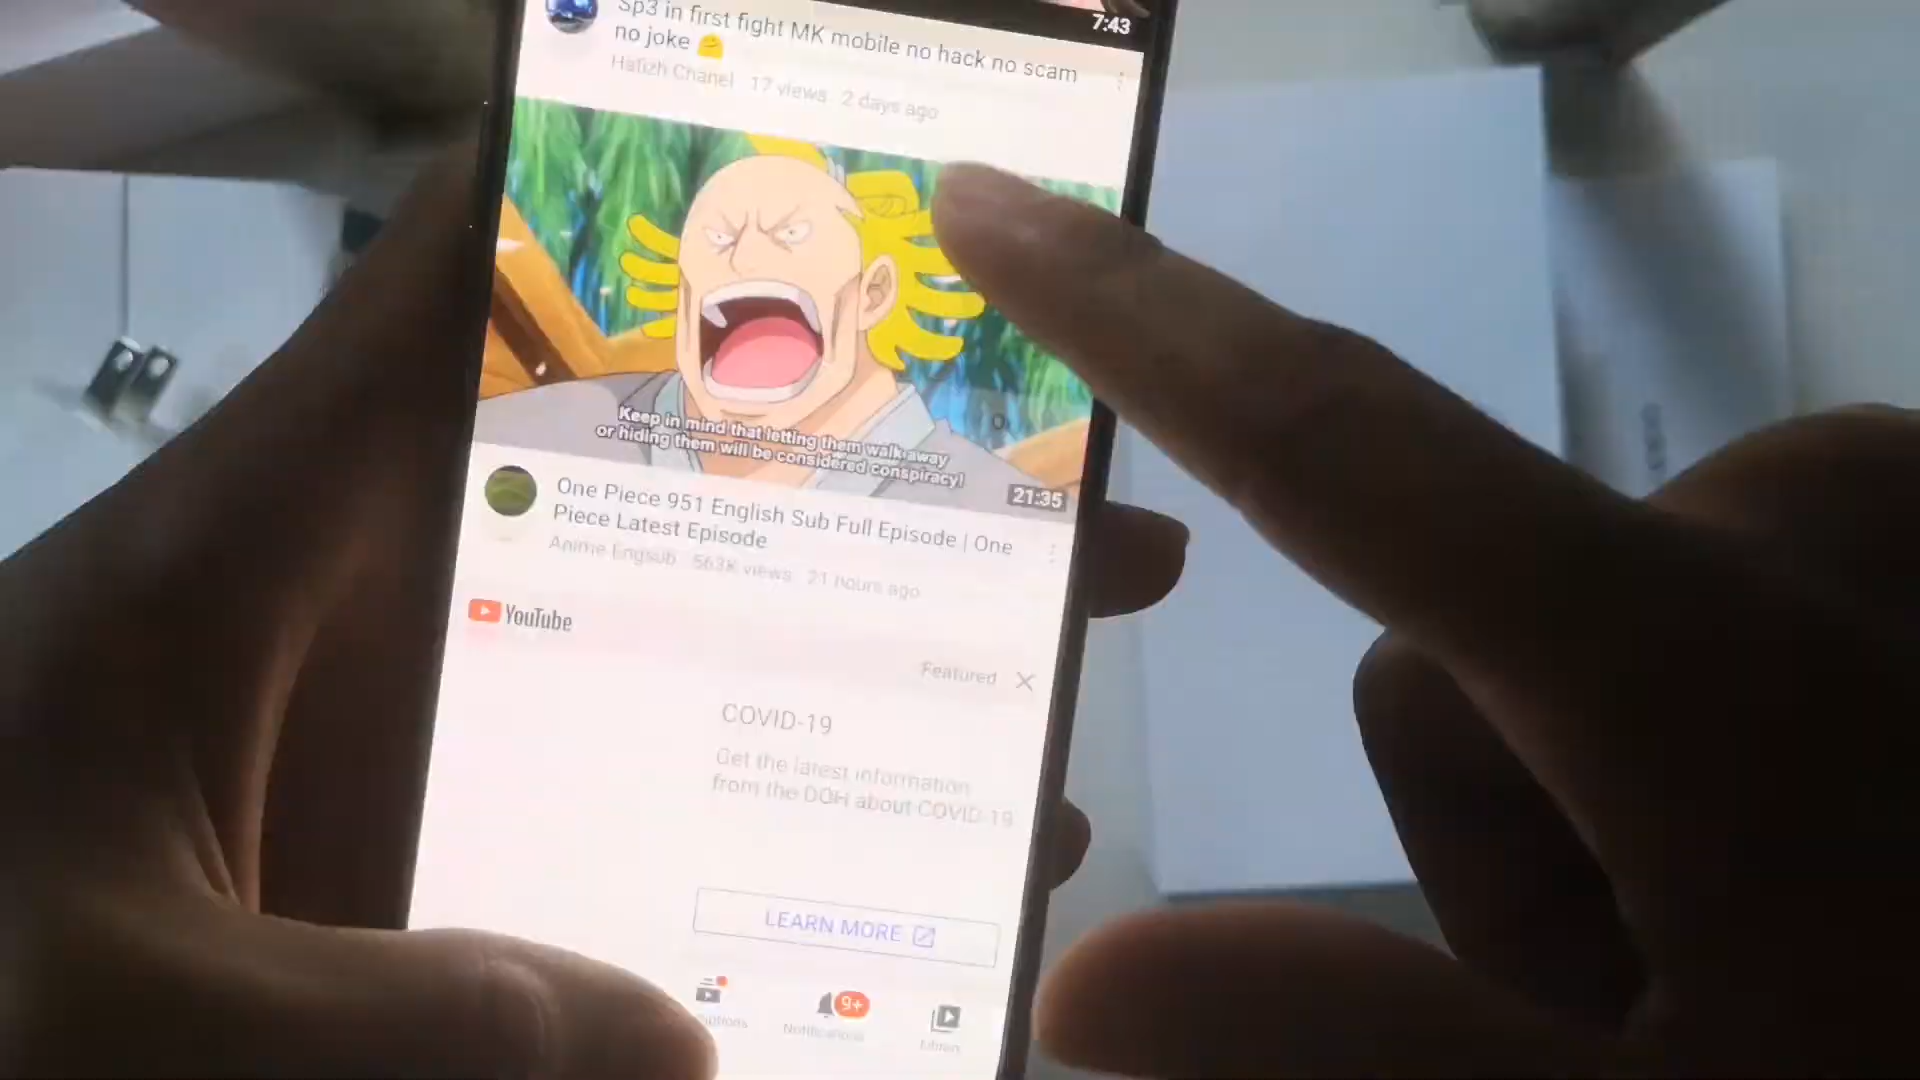 7:43
Sp3 in first fight MK mobile no hack no scam
no joke
Hafizh Chanel 17 views 2 days ago
Keep in mind that letting them walk away
or hiding them will be considered conspiracy!
21:35
One Piece 951 English Sub Full Episode | One
Piece Latest Episode
Anime Engsub 563K views 21 hours ago
YouTube
Featured
COVID-19
Get the latest information
from the DOH about COVID-19
LEARN MORE
9+
Notifications
Library